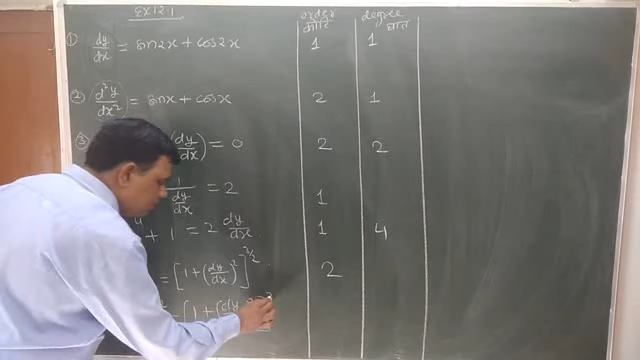 Ex 12.1
order degree
कोटि घात
① dy/dx = sin2x + cos2x 1 1
② d²y/dx² = sinx + cosx 2 1
③ (dy/dx) = 0 2 2
1/(dy/dx) = 2 1
4 + 1 = 2 dy/dx 1 4
= [1 + (dy/dx)²]^3/2 2
= [1 + (dy